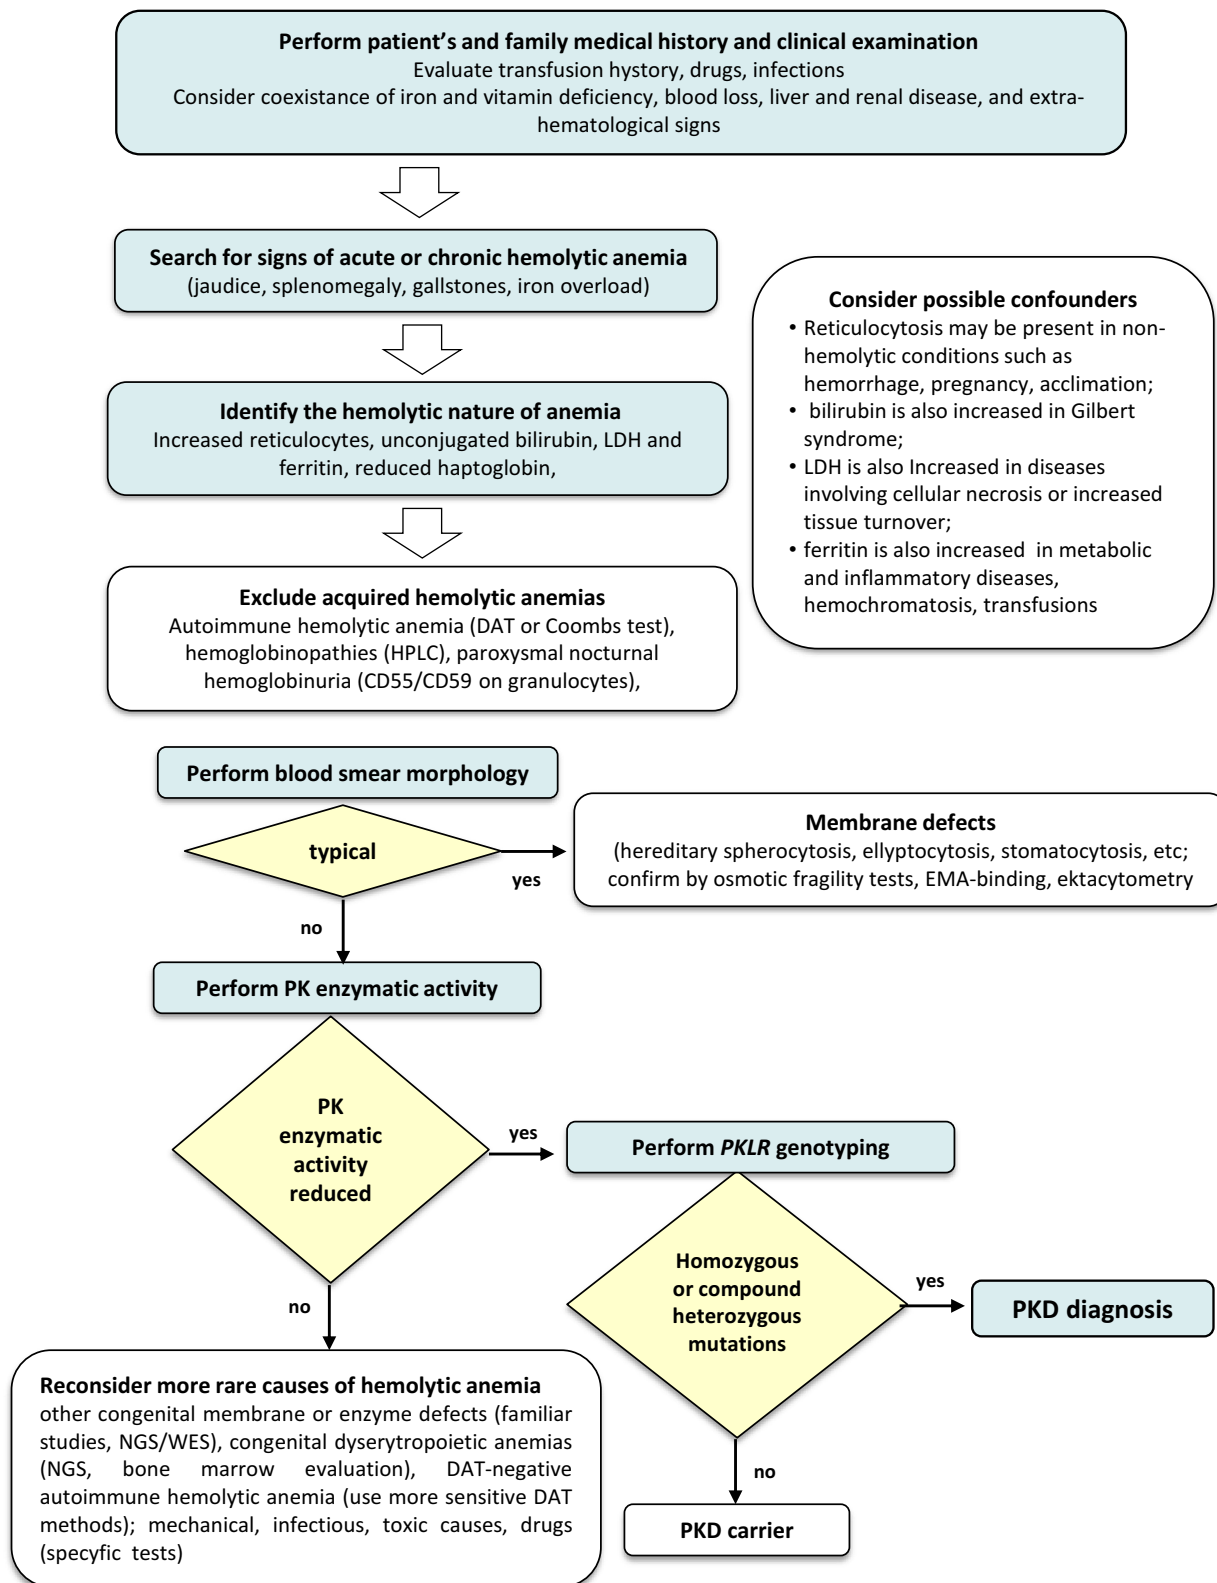 Perform patient's and family medical history and clinical examination
Evaluate transfusion hystory, drugs, infections
Consider coexistance of iron and vitamin deficiency, blood loss, liver and renal disease, and extra-
hematological signs
Search for signs of acute or chronic hemolytic anemia
(jaudice, splenomegaly, gallstones, iron overload)
Identify the hemolytic nature of anemia
Increased reticulocytes, unconjugated bilirubin, LDH and
ferritin, reduced haptoglobin,
Consider possible confounders
• Reticulocytosis may be present in non-
hemolytic conditions such as
hemorrhage, pregnancy, acclimation;
• bilirubin is also increased in Gilbert
syndrome;
• LDH is also Increased in diseases
involving cellular necrosis or increased
tissue turnover;
• ferritin is also increased in metabolic
and inflammatory diseases,
hemochromatosis, transfusions
Exclude acquired hemolytic anemias
Autoimmune hemolytic anemia (DAT or Coombs test),
hemoglobinopathies (HPLC), paroxysmal nocturnal
hemoglobinuria (CD55/CD59 on granulocytes),
Perform blood smear morphology
typical
yes
Membrane defects
(hereditary spherocytosis, ellyptocytosis, stomatocytosis, etc;
confirm by osmotic fragility tests, EMA-binding, ektacytometry
no
Perform PK enzymatic activity
PK
enzymatic
activity
reduced
yes
Perform PKLR genotyping
Homozygous
or compound
heterozygous
mutations
yes
PKD diagnosis
no
PKD carrier
no
Reconsider more rare causes of hemolytic anemia
other congenital membrane or enzyme defects (familiar
studies, NGS/WES), congenital dyserytropoietic anemias
(NGS, bone marrow evaluation), DAT-negative
autoimmune hemolytic anemia (use more sensitive DAT
methods); mechanical, infectious, toxic causes, drugs
(specyfic tests)